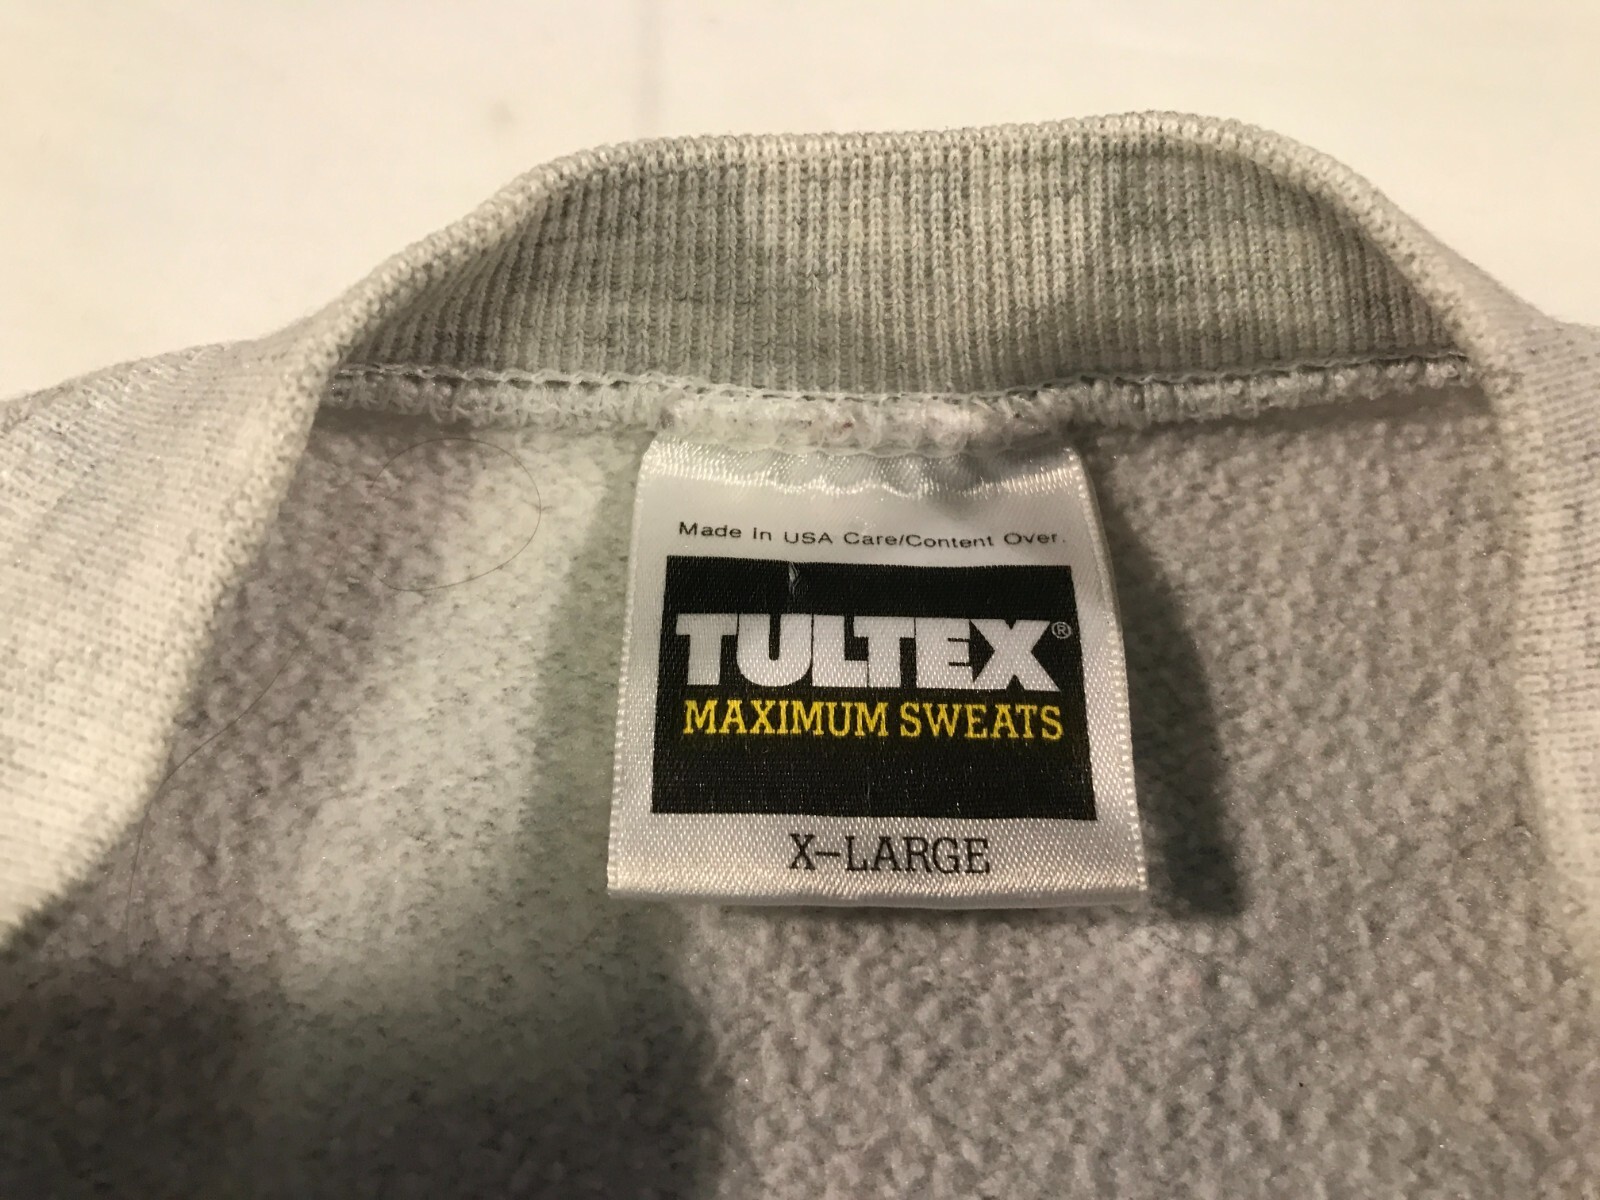 Made In USA Care/Content Over.
TULTEX®
MAXIMUM SWEATS
X-LARGE